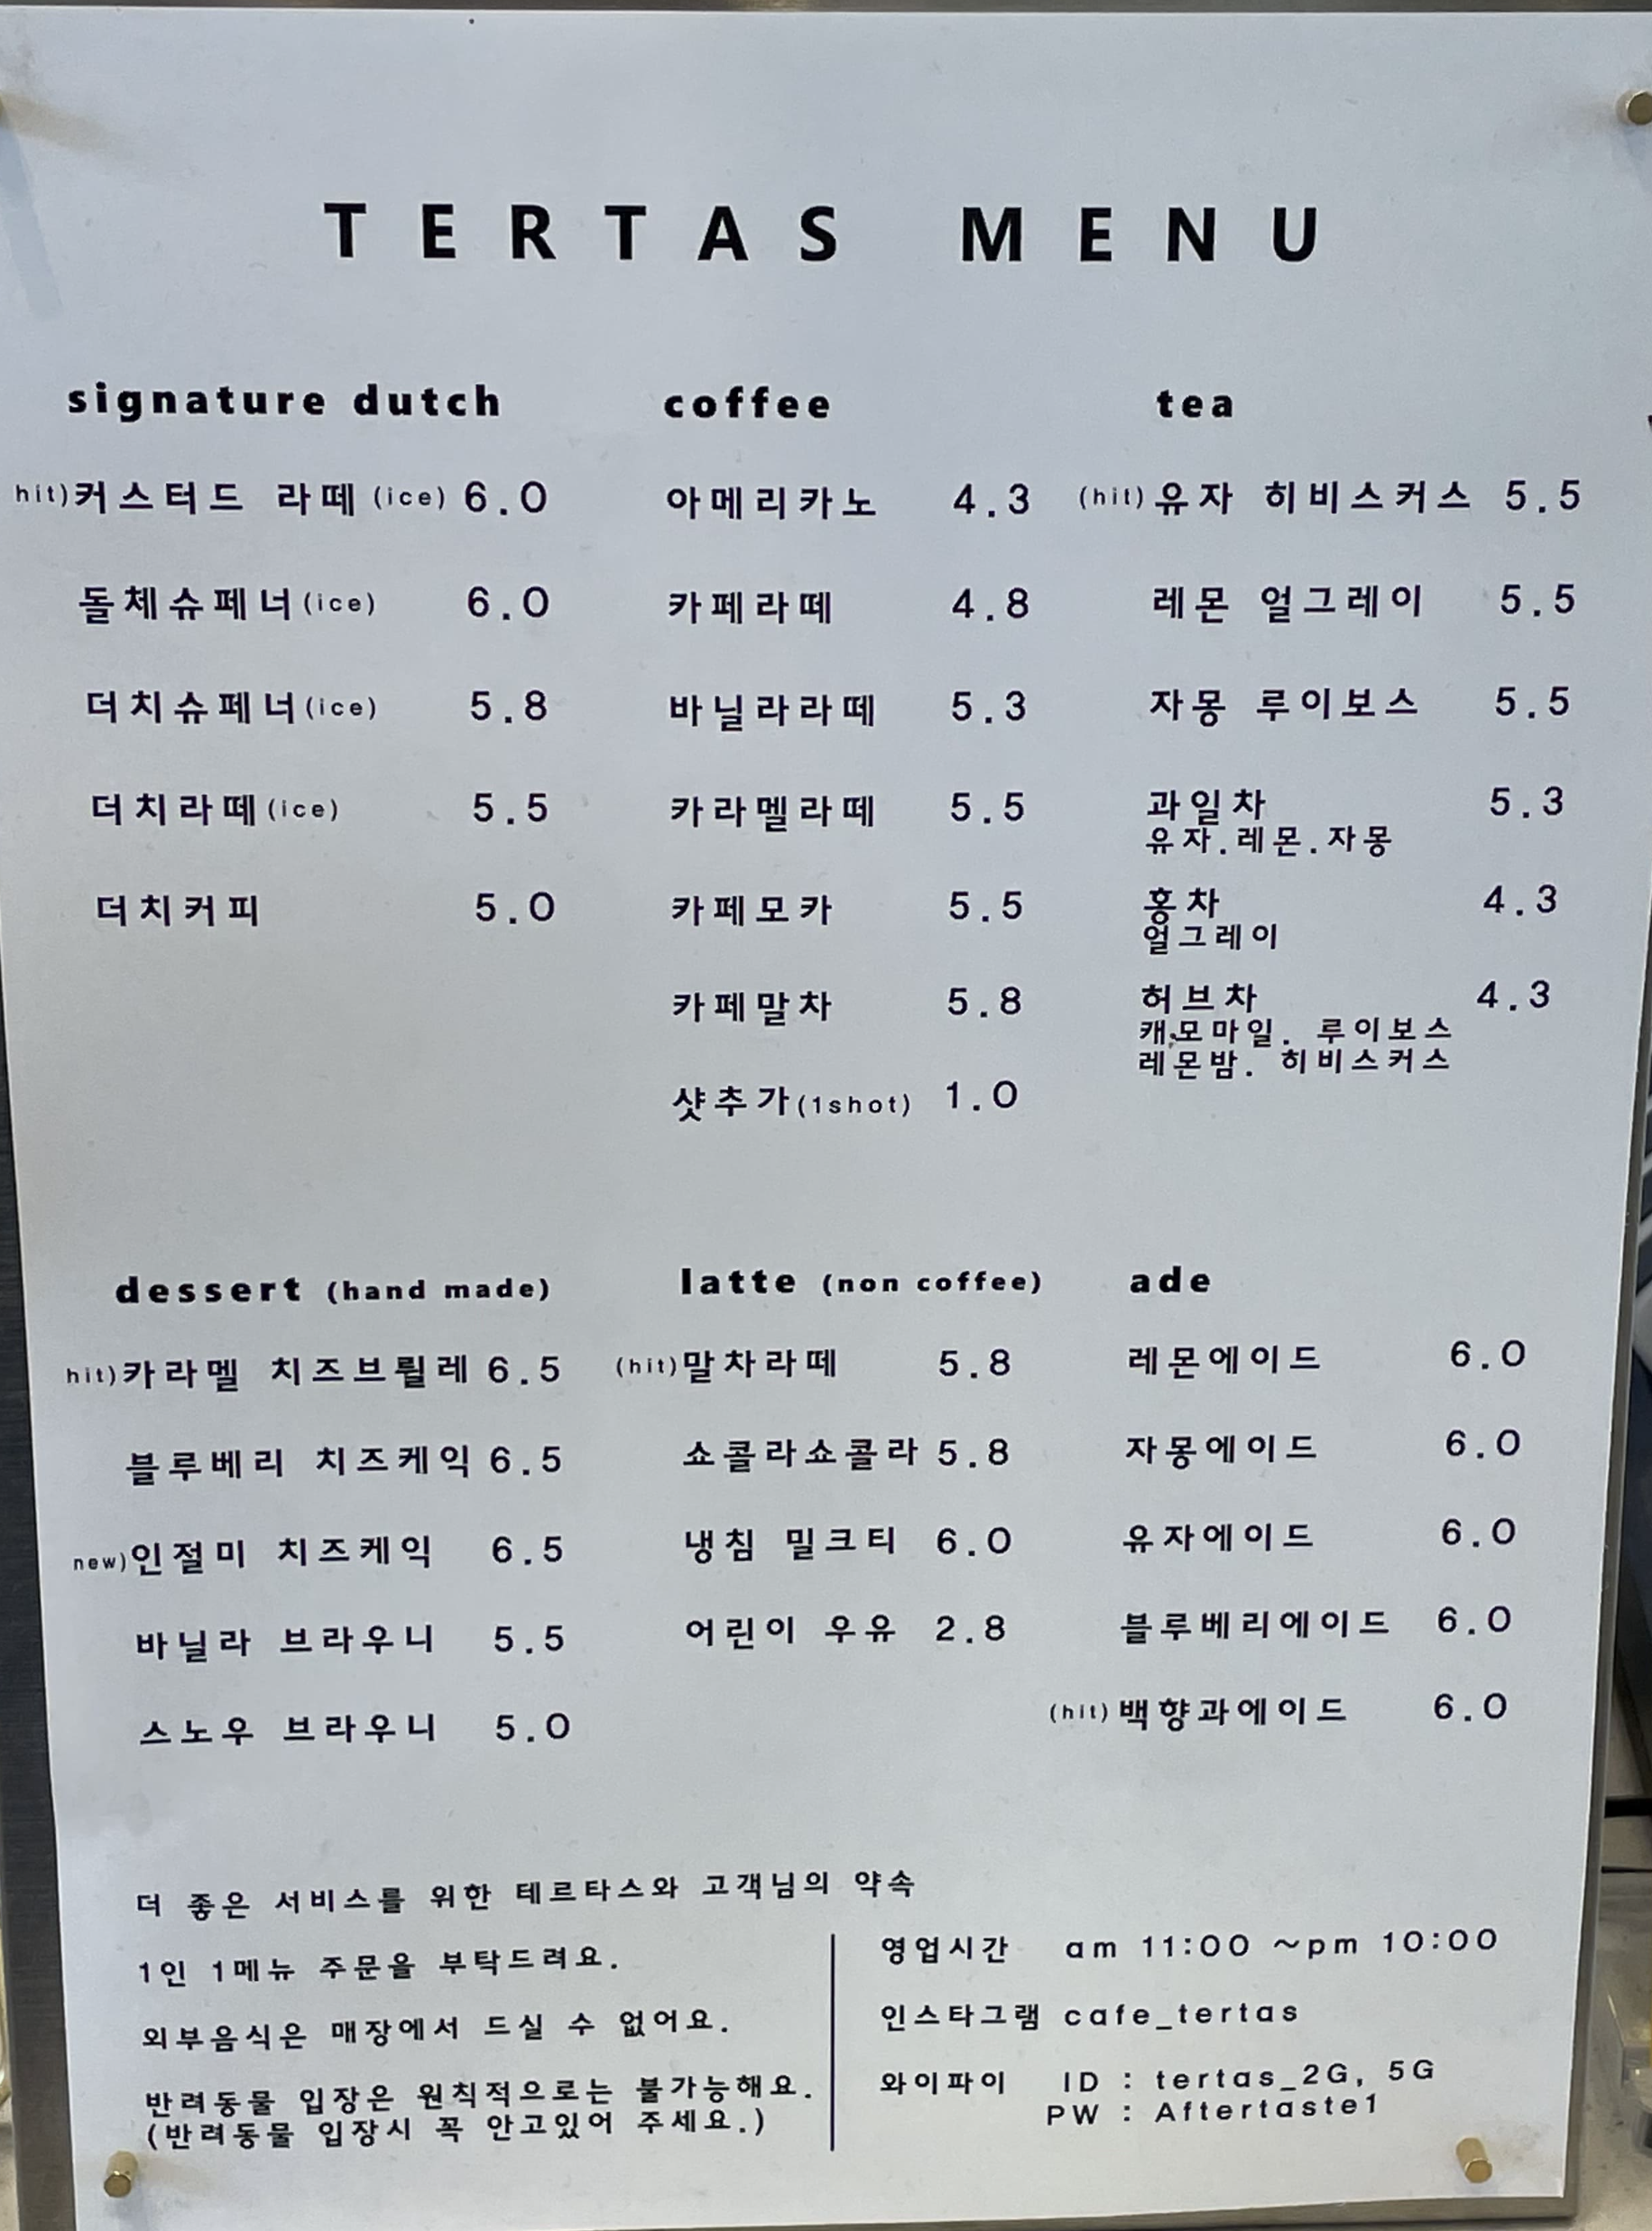 TERTAS MENU
signature dutch
hit)커스터드 라떼 (ice) 6.0
돌체슈페너(ice) 6.0
더치슈페너(ice) 5.8
더치라떼(ice) 5.5
더치커피 5.0
coffee
아메리카노 4.3
카페라떼 4.8
바닐라라떼 5.3
카라멜라떼 5.5
카페모카 5.5
카페말차 5.8
샷추가(1shot) 1.0
tea
(hit)유자 히비스커스 5.5
레몬 얼그레이 5.5
자몽 루이보스 5.5
과일차 5.3
유자.레몬.자몽
홍차 4.3
얼그레이
허브차 4.3
캐모마일. 루이보스
레몬밤. 히비스커스
dessert (hand made)
hit)카라멜 치즈브륄레 6.5
블루베리 치즈케익 6.5
new)인절미 치즈케익 6.5
바닐라 브라우니 5.5
스노우 브라우니 5.0
latte (non coffee)
(hit)말차라떼 5.8
쇼콜라쇼콜라 5.8
냉침 밀크티 6.0
어린이 우유 2.8
ade
레몬에이드 6.0
자몽에이드 6.0
유자에이드 6.0
블루베리에이드 6.0
(hit)백향과에이드 6.0
더 좋은 서비스를 위한 테르타스와 고객님의 약속
1인 1메뉴 주문을 부탁드려요.
외부음식은 매장에서 드실 수 없어요.
반려동물 입장은 원칙적으로는 불가능해요.
(반려동물 입장시 꼭 안고있어 주세요.)
영업시간 am 11:00 ~pm 10:00
인스타그램 cafe_tertas
와이파이 ID : tertas_2G, 5G
PW : Aftertaste1